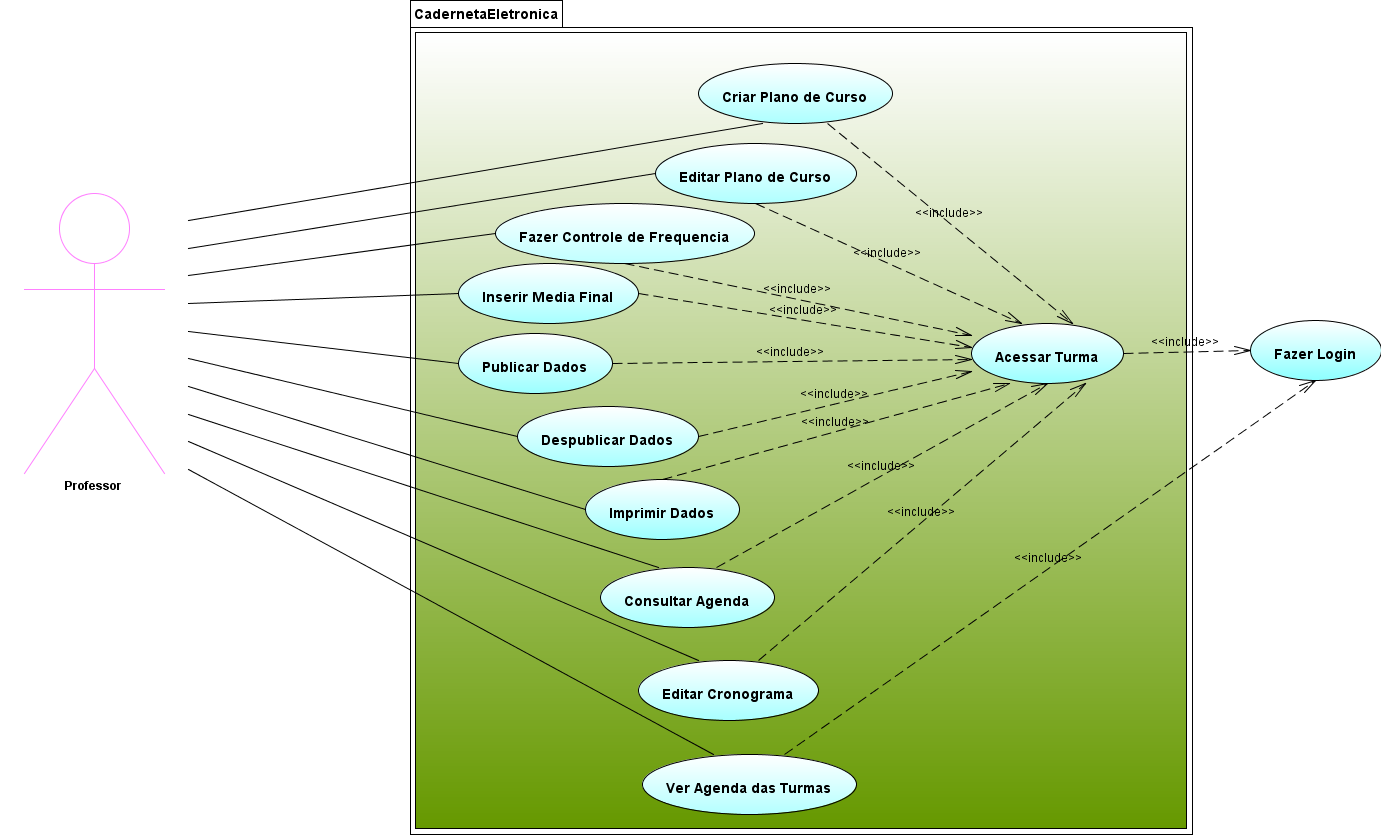 CadernetaEletronica
Criar Plano de Curso
Editar Plano de Curso
<<include>>
Fazer Controle de Frequencia
<<include>>
<<include>>
Inserir Media Final
<<include>>
<<include>>
Acessar Turma
<<include>>
Fazer Login
Publicar Dados
<<include>>
<<include>>
Despublicar Dados
<<include>>
Professor
Imprimir Dados
<<include>>
<<include>>
Consultar Agenda
Editar Cronograma
Ver Agenda das Turmas